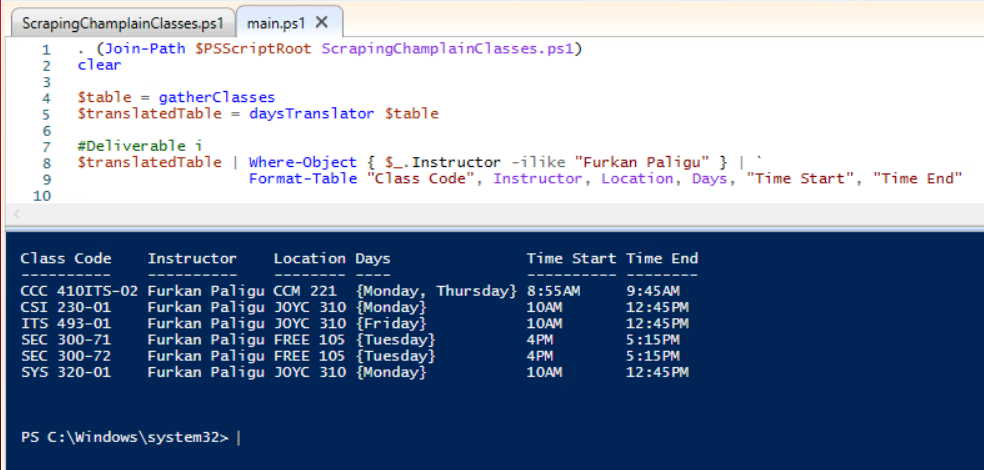 ScrapingChamplainClasses.ps1 main.ps1 X
1 . (Join-Path $PSScriptRoot ScrapingChamplainClasses.ps1)
2 clear
3
4 $table = gatherClasses
5 $translatedTable = daysTranslator $table
6
7 #Deliverable i
8 $translatedTable | Where-Object { $_.Instructor -ilike "Furkan Paligu" } | `
9 Format-Table "Class Code", Instructor, Location, Days, "Time Start", "Time End"
10
Class Code Instructor Location Days Time Start Time End
---------- ---------- -------- ---- ---------- --------
CCC 410ITS-02 Furkan Paligu CCM 221 {Monday, Thursday} 8:55AM 9:45AM
CSI 230-01 Furkan Paligu JOYC 310 {Monday} 10AM 12:45PM
ITS 493-01 Furkan Paligu JOYC 310 {Friday} 10AM 12:45PM
SEC 300-71 Furkan Paligu FREE 105 {Tuesday} 4PM 5:15PM
SEC 300-72 Furkan Paligu FREE 105 {Tuesday} 4PM 5:15PM
SYS 320-01 Furkan Paligu JOYC 310 {Monday} 10AM 12:45PM
PS C:\Windows\system32>